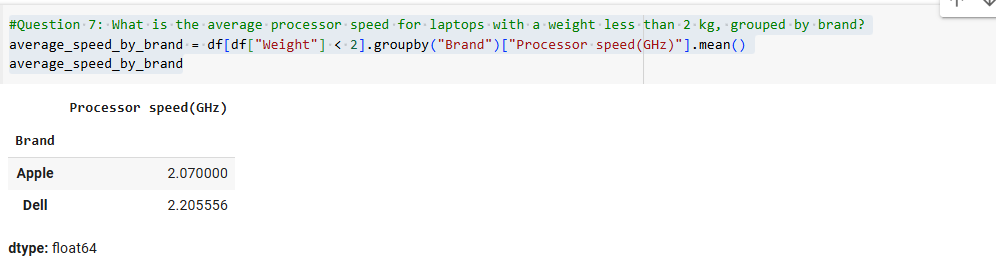 #Question 7: What is the average processor speed for laptops with a weight less than 2 kg, grouped by brand?
average_speed_by_brand = df[df["Weight"] < 2].groupby("Brand")["Processor speed(GHz)"].mean()
average_speed_by_brand
Processor speed(GHz)
Brand
Apple 2.070000
Dell 2.205556
dtype: float64